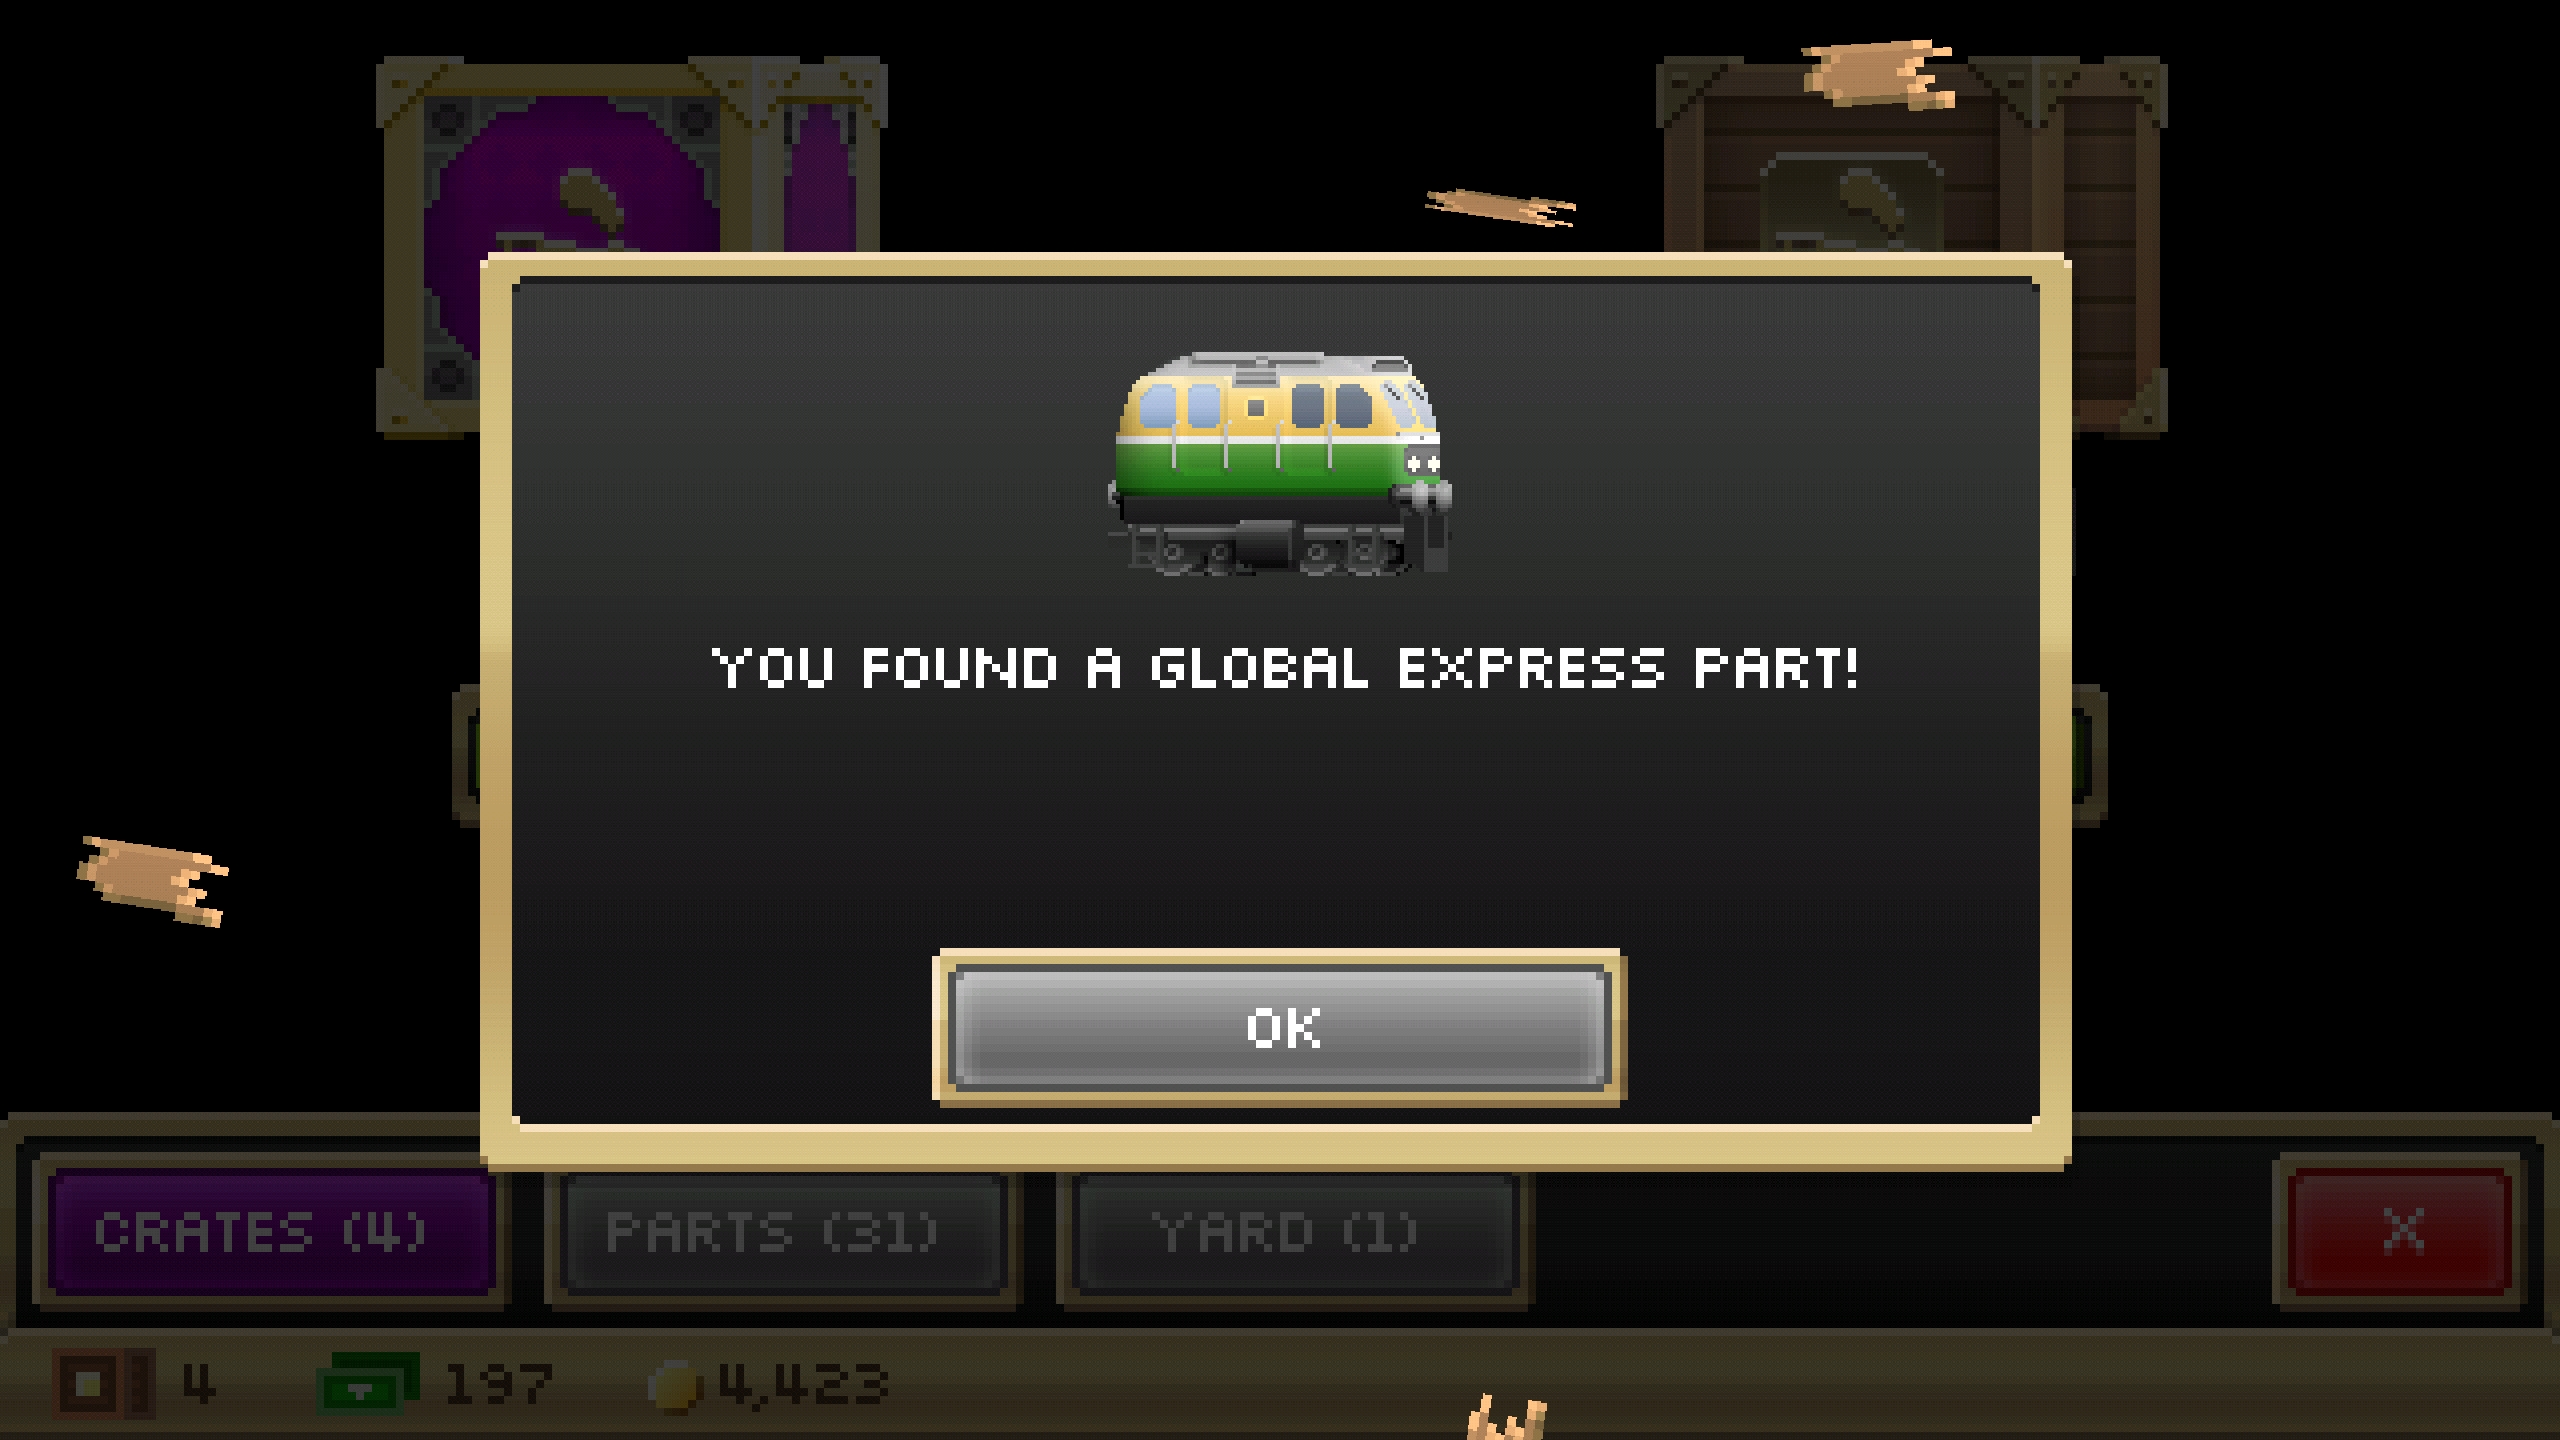 YOU FOUND A GLOBAL EXPRESS PART!
OK
CRATES (4) PARTS (31) YARD (1) X
4 197 4,423